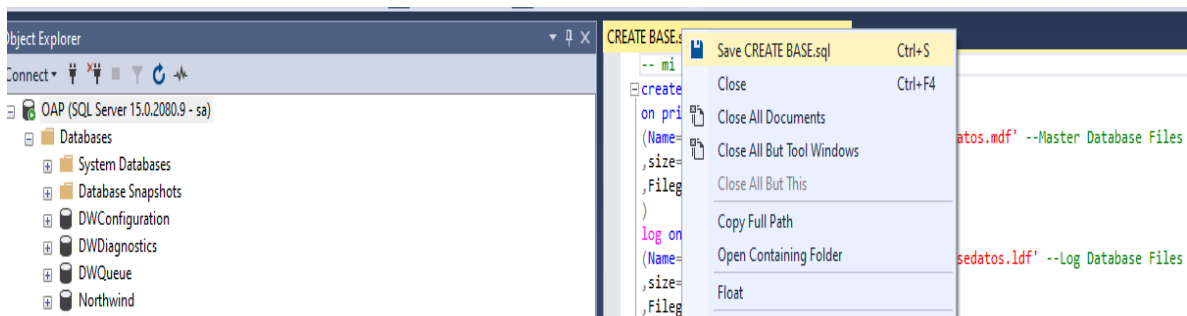 Object Explorer
Connect
OAP (SQL Server 15.0.2080.9 - sa)
Databases
System Databases
Database Snapshots
DWConfiguration
DWDiagnostics
DWQueue
Northwind
CREATE BASE.s
-- mi
create
on pri
(Name= atos.mdf' --Master Database Files
,size=
,Fileg
)
log on
(Name= sedatos.ldf' --Log Database Files
,size=
,Fileg
Save CREATE BASE.sql Ctrl+S
Close Ctrl+F4
Close All Documents
Close All But Tool Windows
Close All But This
Copy Full Path
Open Containing Folder
Float